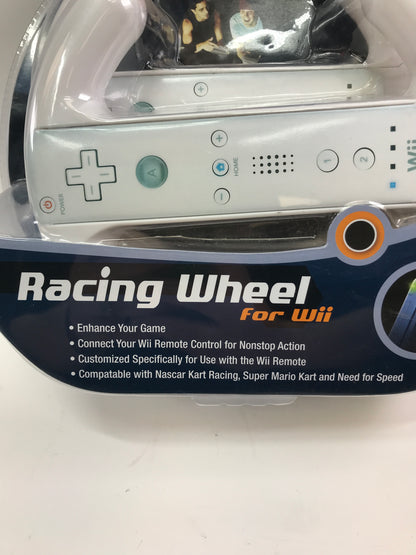 POWER
A
HOME
1
2
Wii
Racing Wheel
for Wii
• Enhance Your Game
• Connect Your Wii Remote Control for Nonstop Action
• Customized Specifically for Use with the Wii Remote
• Compatable with Nascar Kart Racing, Super Mario Kart and Need for Speed